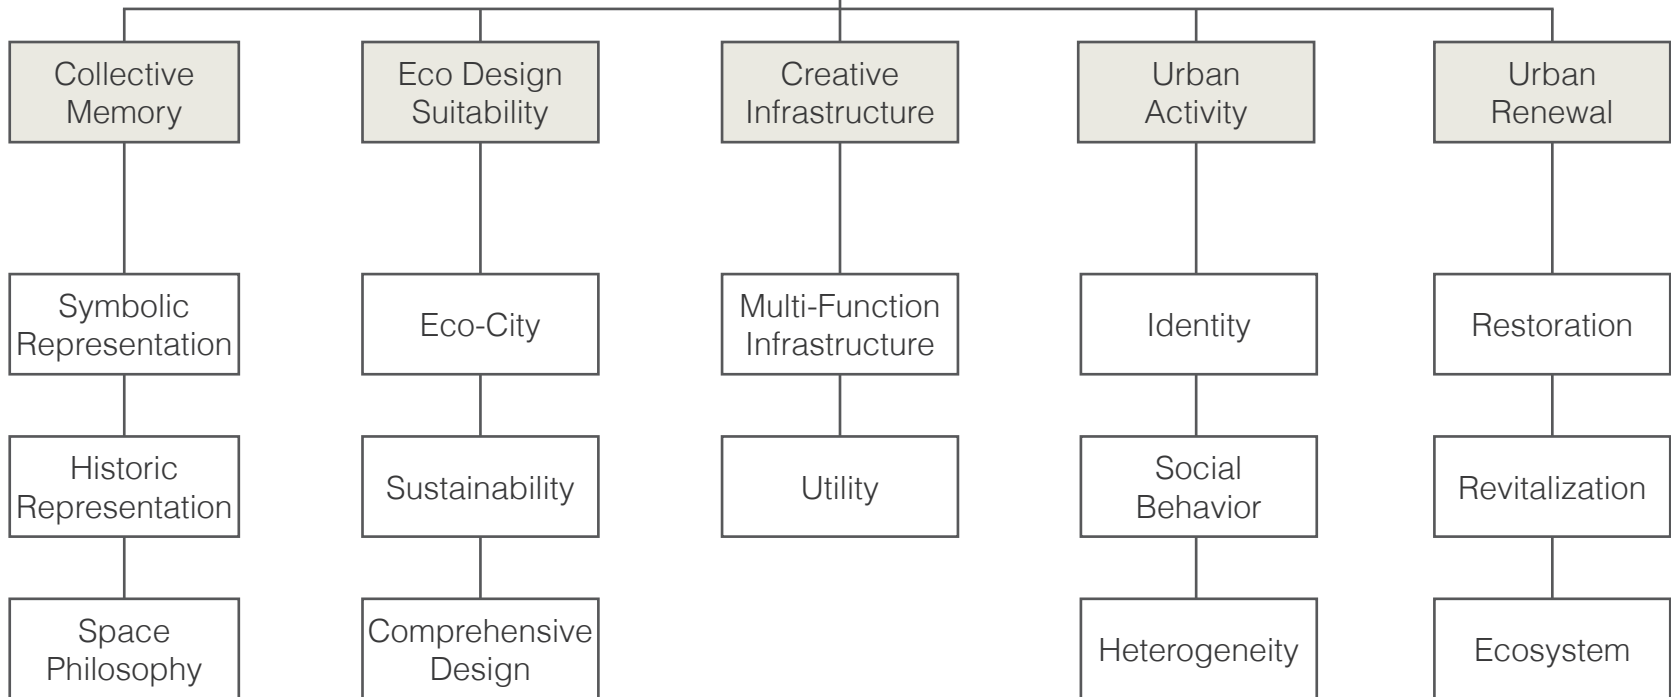 Collective
Memory
Eco Design
Suitability
Creative
Infrastructure
Urban
Activity
Urban
Renewal
Symbolic
Representation
Eco-City
Multi-Function
Infrastructure
Identity
Restoration
Historic
Representation
Sustainability
Utility
Social
Behavior
Revitalization
Space
Philosophy
Comprehensive
Design
Heterogeneity
Ecosystem